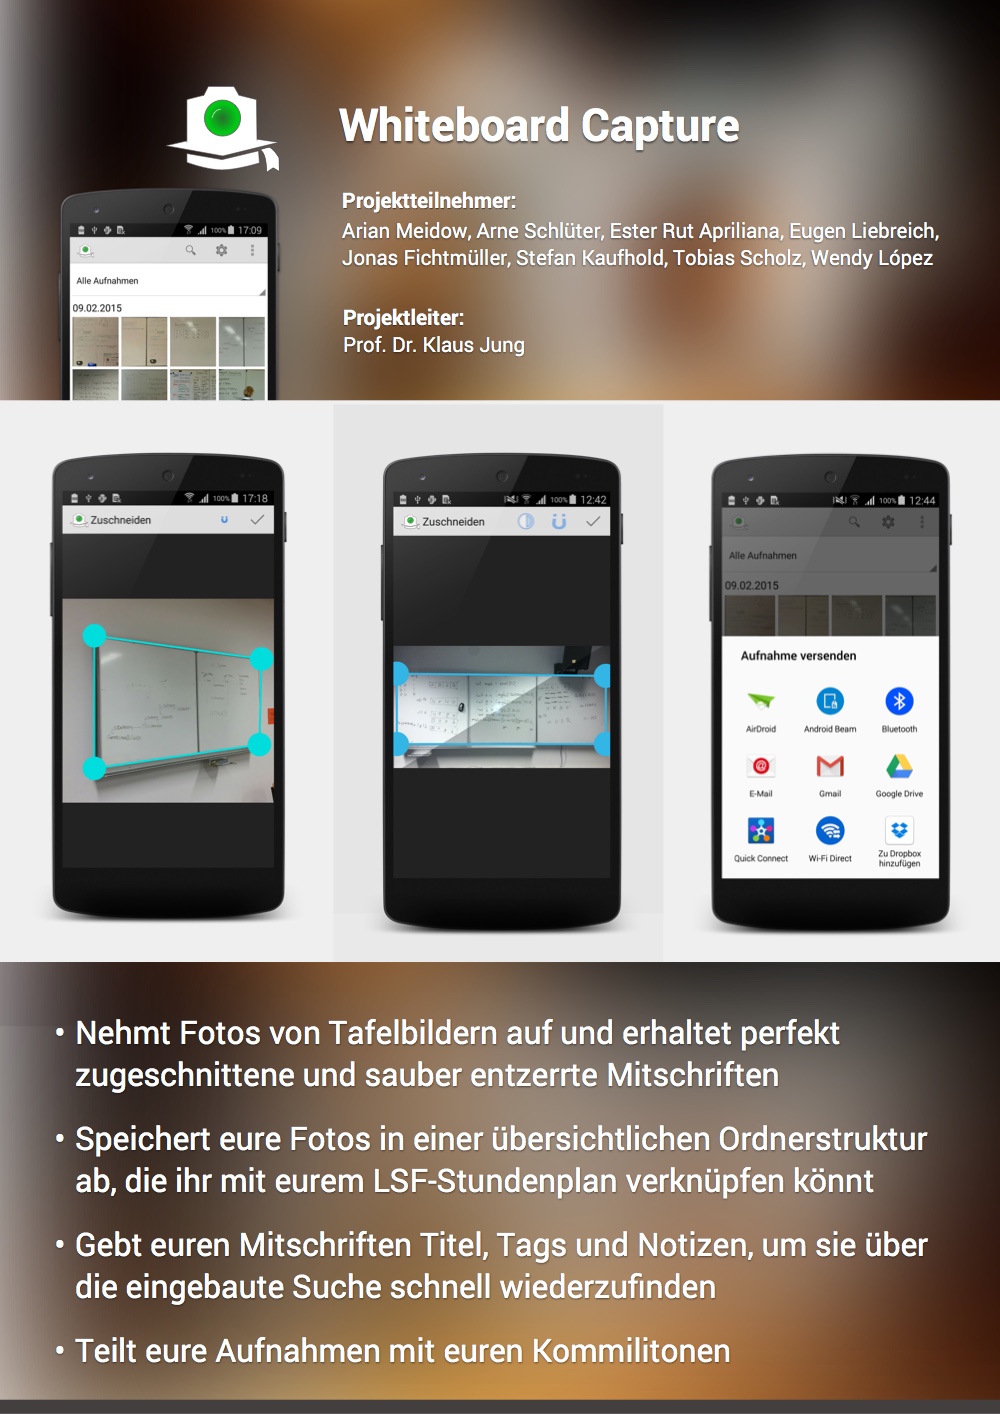 Whiteboard Capture
Projektteilnehmer:
Arian Meidow, Arne Schlüter, Ester Rut Apriliana, Eugen Liebreich,
Jonas Fichtmüller, Stefan Kaufhold, Tobias Scholz, Wendy López
Projektleiter:
Prof. Dr. Klaus Jung
100% 17:09
Alle Aufnahmen
09.02.2015
100% 17:18
Zuschneiden
100% 12:42
Zuschneiden
100% 12:44
Alle Aufnahmen
09.02.2015
Aufnahme versenden
AirDroid Android Beam Bluetooth
E-Mail Gmail Google Drive
Quick Connect Wi-Fi Direct Zu Dropbox
hinzufügen
• Nehmt Fotos von Tafelbildern auf und erhaltet perfekt
zugeschnittene und sauber entzerrte Mitschriften
• Speichert eure Fotos in einer übersichtlichen Ordnerstruktur
ab, die ihr mit eurem LSF-Stundenplan verknüpfen könnt
• Gebt euren Mitschriften Titel, Tags und Notizen, um sie über
die eingebaute Suche schnell wiederzufinden
• Teilt eure Aufnahmen mit euren Kommilitonen